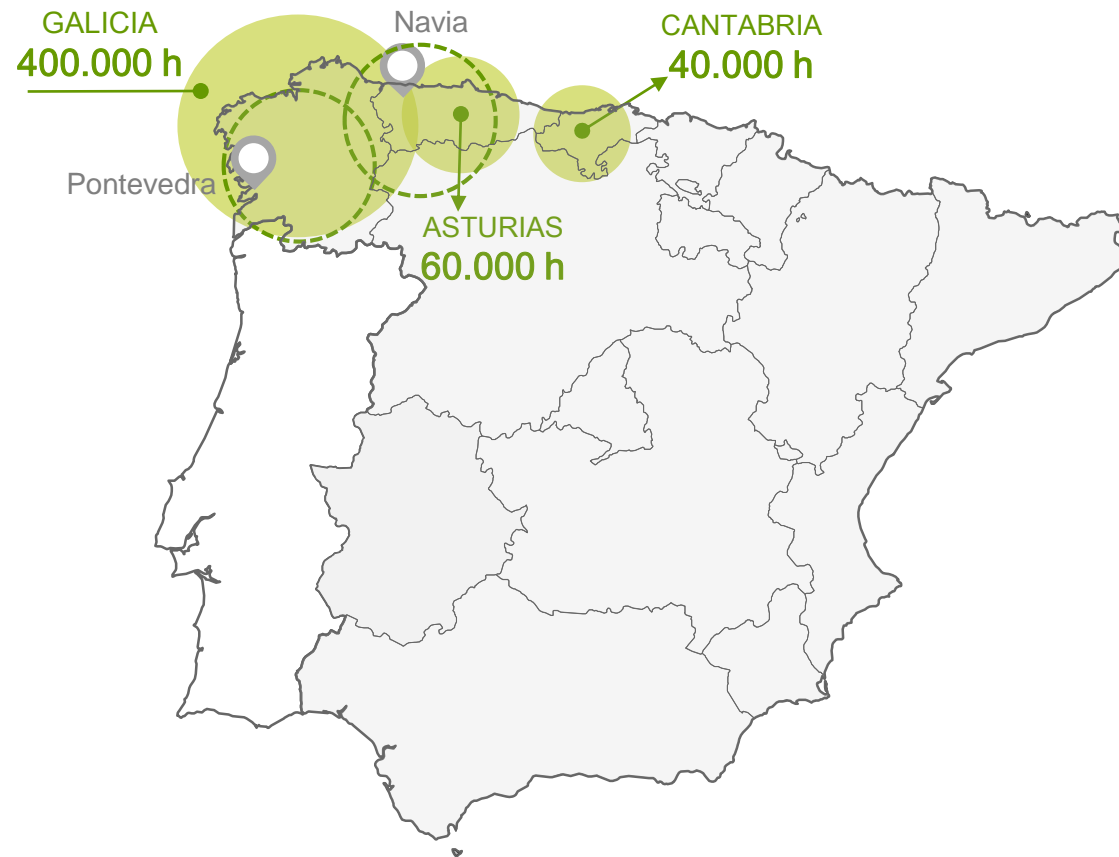 GALICIA
400.000 h
Navia
CANTABRIA
40.000 h
Pontevedra
ASTURIAS
60.000 h